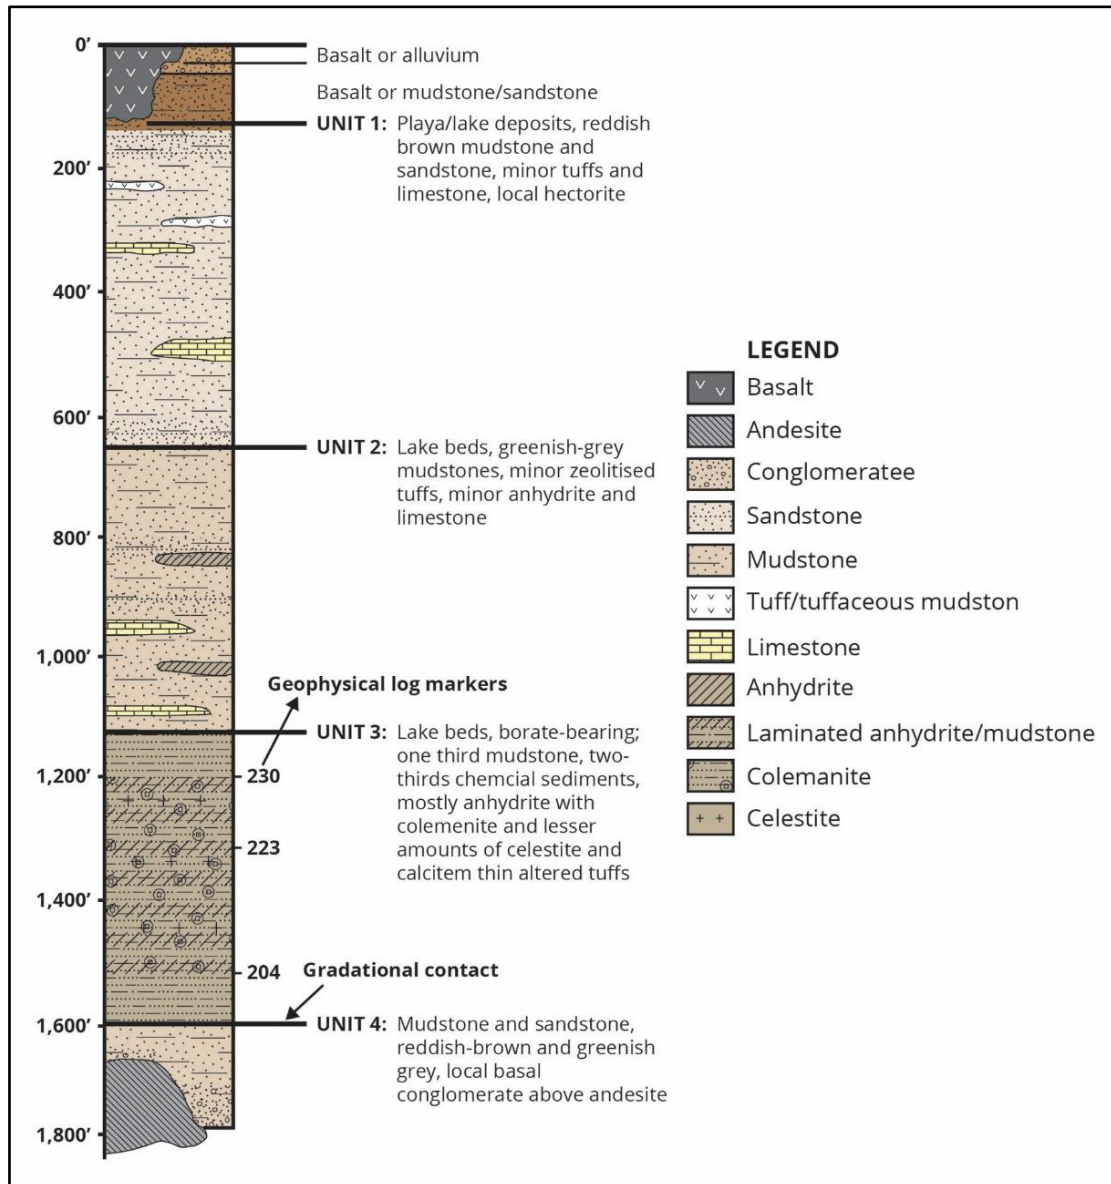 0’
Basalt or alluvium
Basalt or mudstone/sandstone
UNIT 1: Playa/lake deposits, reddish
brown mudstone and
sandstone, minor tuffs and
limestone, local hectorite
200’
400’
600’
UNIT 2: Lake beds, greenish-grey
mudstones, minor zeolitised
tuffs, minor anhydrite and
limestone
800’
1,000’
Geophysical log markers
UNIT 3: Lake beds, borate-bearing;
one third mudstone, two-
thirds chemcial sediments,
mostly anhydrite with
colemenite and lesser
amounts of celestite and
calcitem thin altered tuffs
1,200’
230
223
1,400’
204
Gradational contact
1,600’
UNIT 4: Mudstone and sandstone,
reddish-brown and greenish
grey, local basal
conglomerate above andesite
1,800’
LEGEND
Basalt
Andesite
Conglomeratee
Sandstone
Mudstone
Tuff/tuffaceous mudston
Limestone
Anhydrite
Laminated anhydrite/mudstone
Colemanite
Celestite